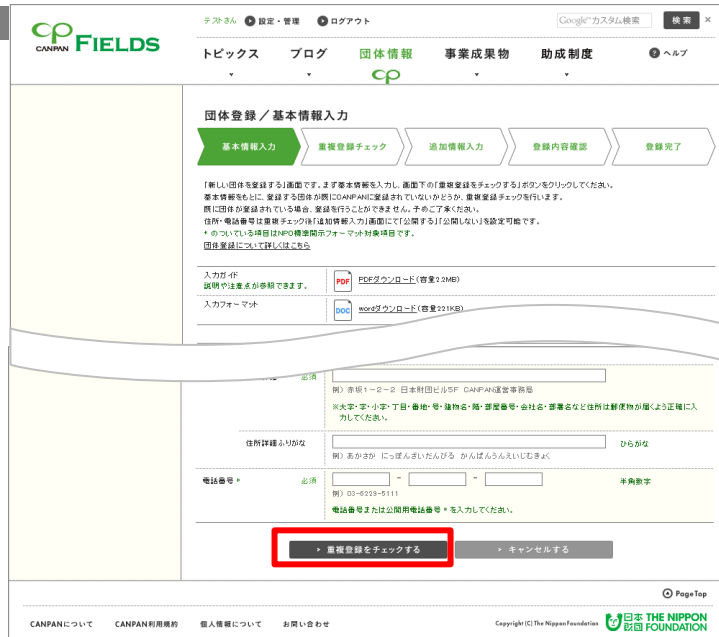 CANPAN FIELDS
テストさん 設定・管理 ログアウト Google™カスタム検索 検索 ×
トピックス ブログ 団体情報 事業成果物 助成制度 ? ヘルプ
団体登録／基本情報入力
基本情報入力 重複登録チェック 追加情報入力 登録内容確認 登録完了
「新しい団体を登録する」画面です。まず基本情報を入力し、画面下の「重複登録をチェックする」ボタンをクリックしてください。
基本情報をもとに、登録する団体が既にCANPANに登録されていないかどうか、重複登録チェックを行います。
既に団体が登録されている場合、登録を行うことができません。予めご了承ください。
住所・電話番号は重複チェック後「追加情報入力」画面にて「公開する」「公開しない」を設定可能です。
* のついている項目はNPO標準開示フォーマット対象項目です。
団体登録について詳しくはこちら
入力ガイド
説明や注意点が参照できます。
PDF PDFダウンロード(容量2.2MB)
入力フォーマット
DOC wordダウンロード(容量221KB)
必須
例) 赤坂1－2－2 日本財団ビル5F CANPAN運営事務局
※大字・字・小字・丁目・番地・号・建物名・階・部屋番号・会社名・部署名など住所は郵便物が届くよう正確に入
力してください。
住所詳細ふりがな ひらがな
例) あかさか にっぽんざいだんびる かんぱんうんえいじむきょく
電話番号 * 必須 - - 半角数字
例) 03-6229-5111
電話番号または公開用電話番号 * を入力してください。
> 重複登録をチェックする > キャンセルする
PageTop
CANPANについて CANPAN利用規約 個人情報について お問い合わせ Copyright (C) The Nippon Foundation 日本財団 THE NIPPON FOUNDATION